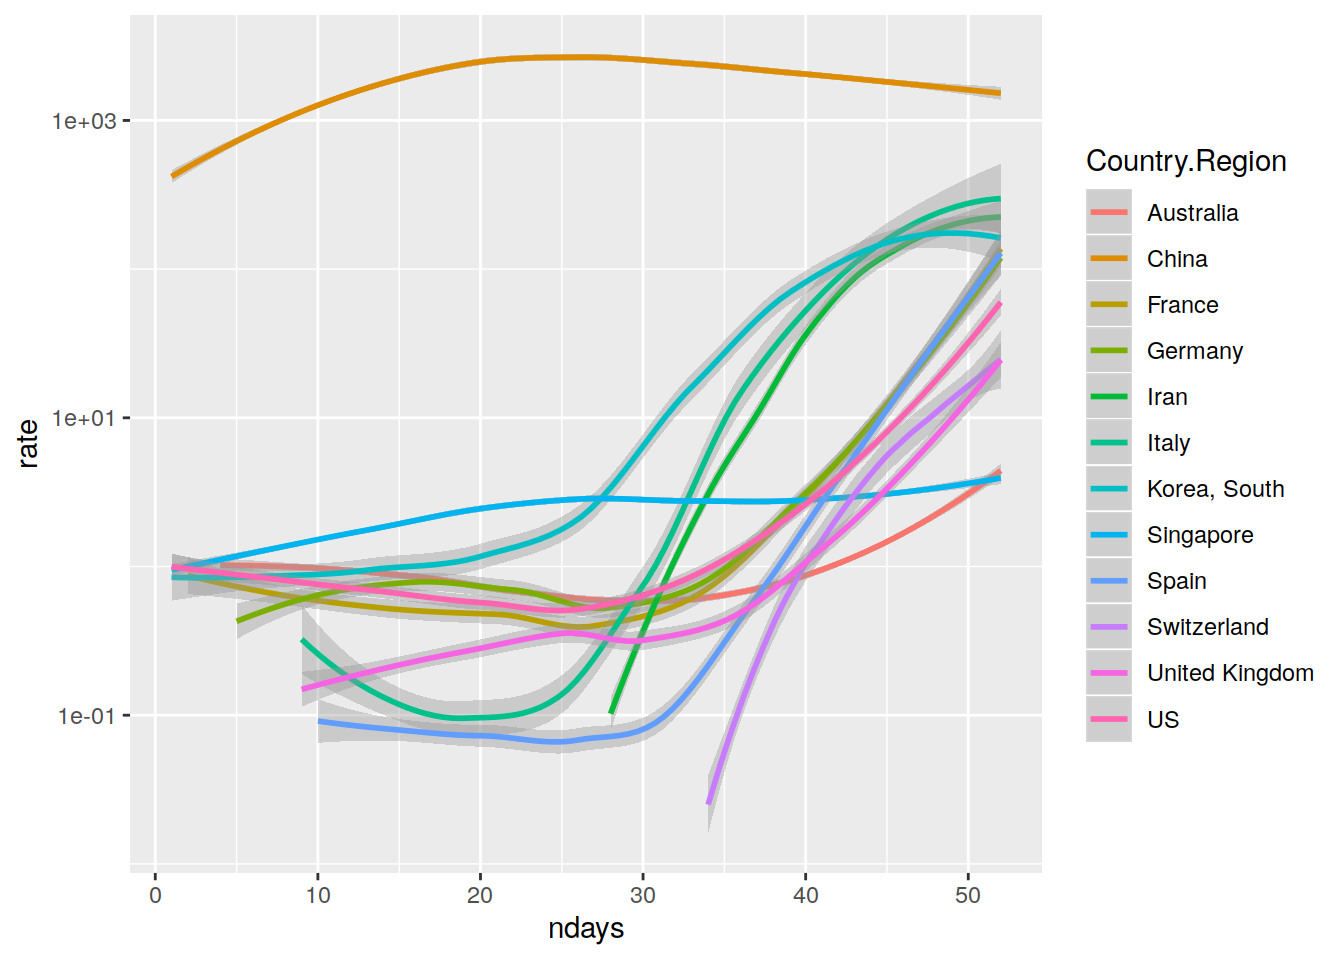 rate
1e+03
1e+01
1e-01
0 10 20 30 40 50
ndays
Country.Region
Australia
China
France
Germany
Iran
Italy
Korea, South
Singapore
Spain
Switzerland
United Kingdom
US